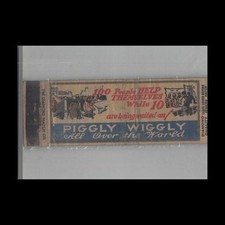 100 People HELP
THEMSELVES
While 10
are being waited on!
PIGGLY WIGGLY
All Over the World